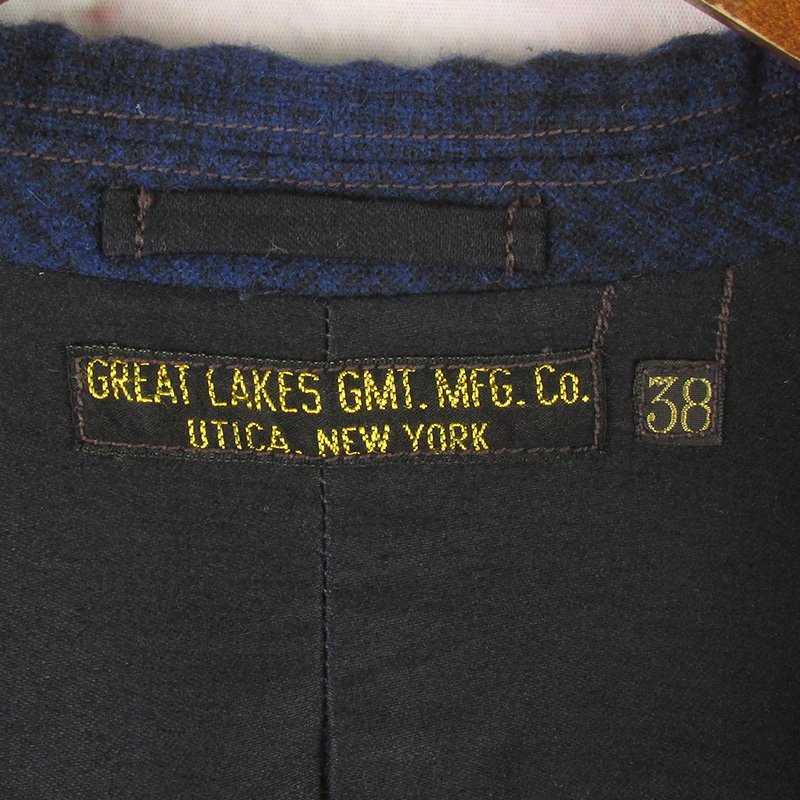 GREAT LAKES GMT. MFG. Co.
UTICA, NEW YORK
38